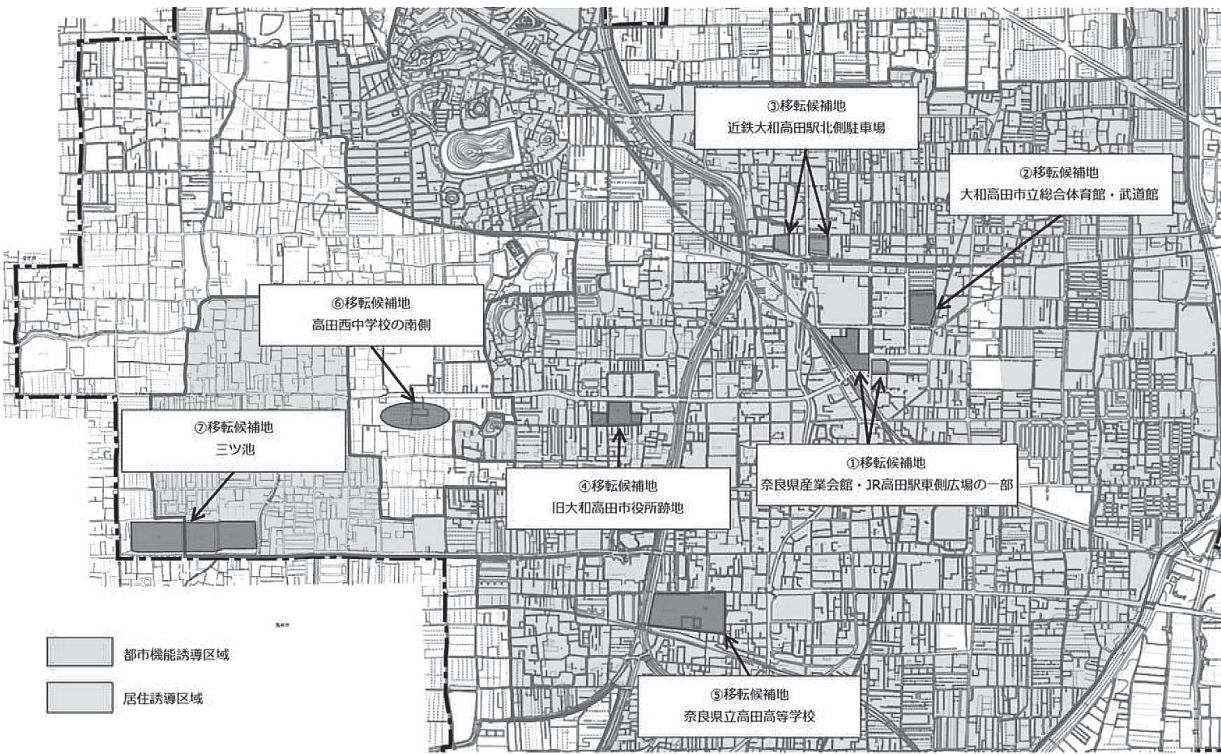 ③移転候補地
近鉄大和高田駅北側駐車場
②移転候補地
大和高田市立総合体育館・武道館
⑥移転候補地
高田西中学校の南側
⑦移転候補地
三ツ池
①移転候補地
奈良県産業会館・JR高田駅東側広場の一部
④移転候補地
旧大和高田市役所跡地
⑤移転候補地
奈良県立高田高等学校
都市機能誘導区域
居住誘導区域